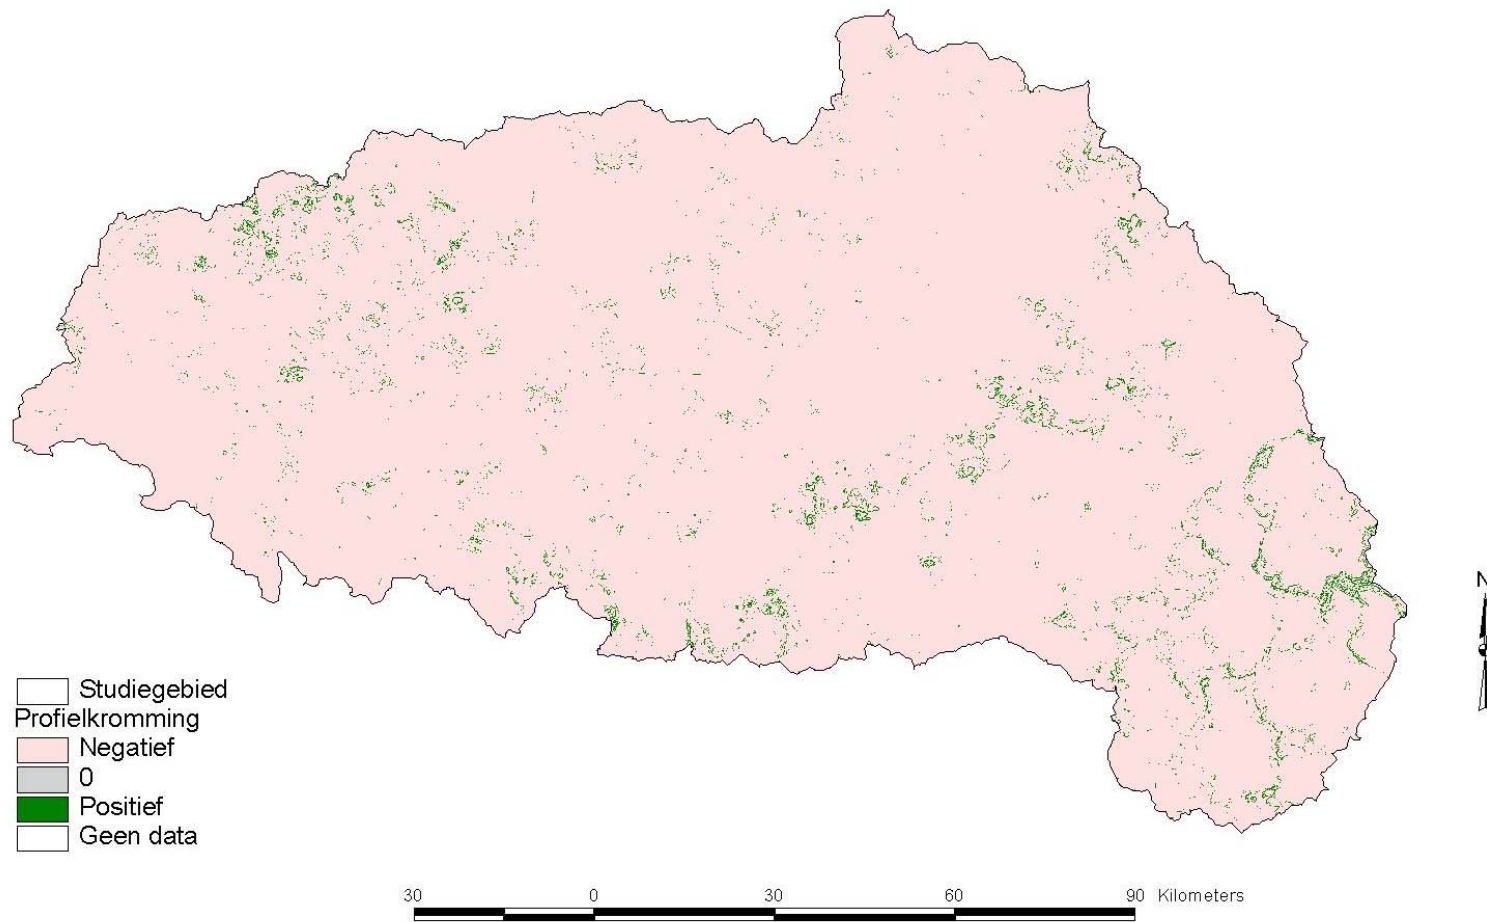 N
Studiegebied
Profielkromming
Negatief
0
Positief
Geen data
30 0 30 60 90 Kilometers